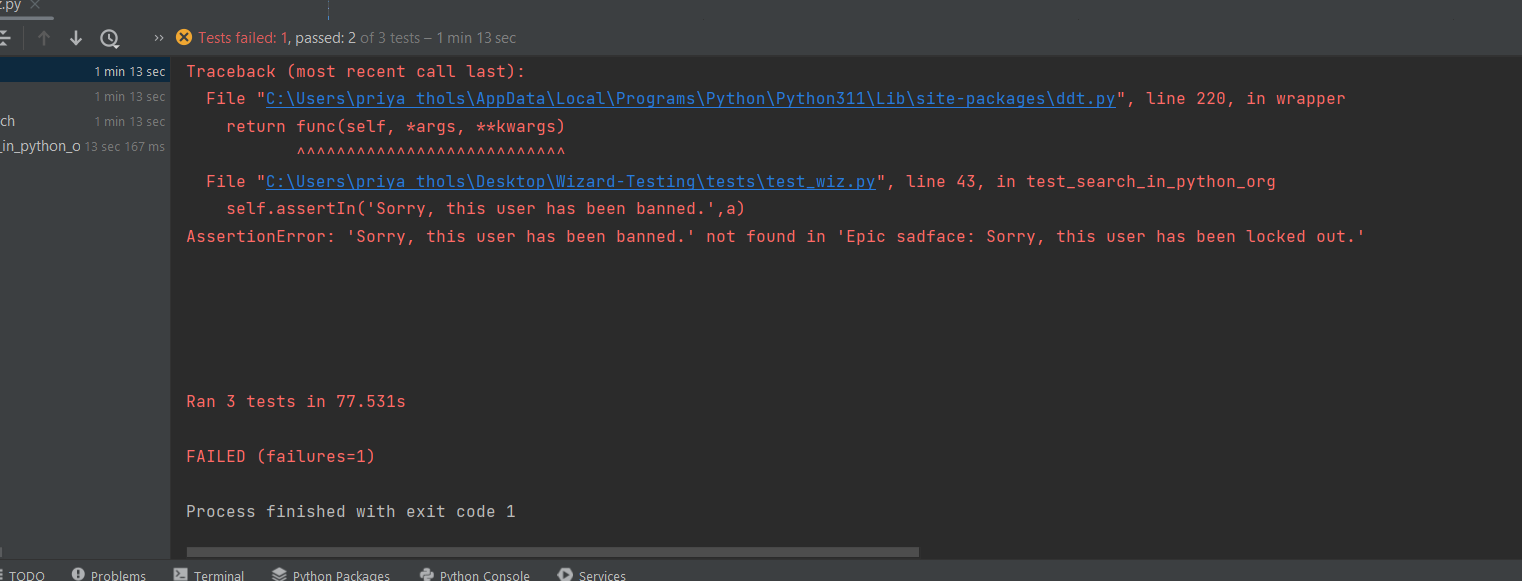 z.py
Tests failed: 1, passed: 2 of 3 tests – 1 min 13 sec
1 min 13 sec
1 min 13 sec
ch 1 min 13 sec
_in_python_o 13 sec 167 ms
Traceback (most recent call last):
File "C:\Users\priya thols\AppData\Local\Programs\Python\Python311\Lib\site-packages\ddt.py", line 220, in wrapper
return func(self, *args, **kwargs)
^^^^^^^^^^^^^^^^^^^^^^^^^^^
File "C:\Users\priya thols\Desktop\Wizard-Testing\tests\test_wiz.py", line 43, in test_search_in_python_org
self.assertIn('Sorry, this user has been banned.',a)
AssertionError: 'Sorry, this user has been banned.' not found in 'Epic sadface: Sorry, this user has been locked out.'
Ran 3 tests in 77.531s
FAILED (failures=1)
Process finished with exit code 1
TODO Problems Terminal Python Packages Python Console Services